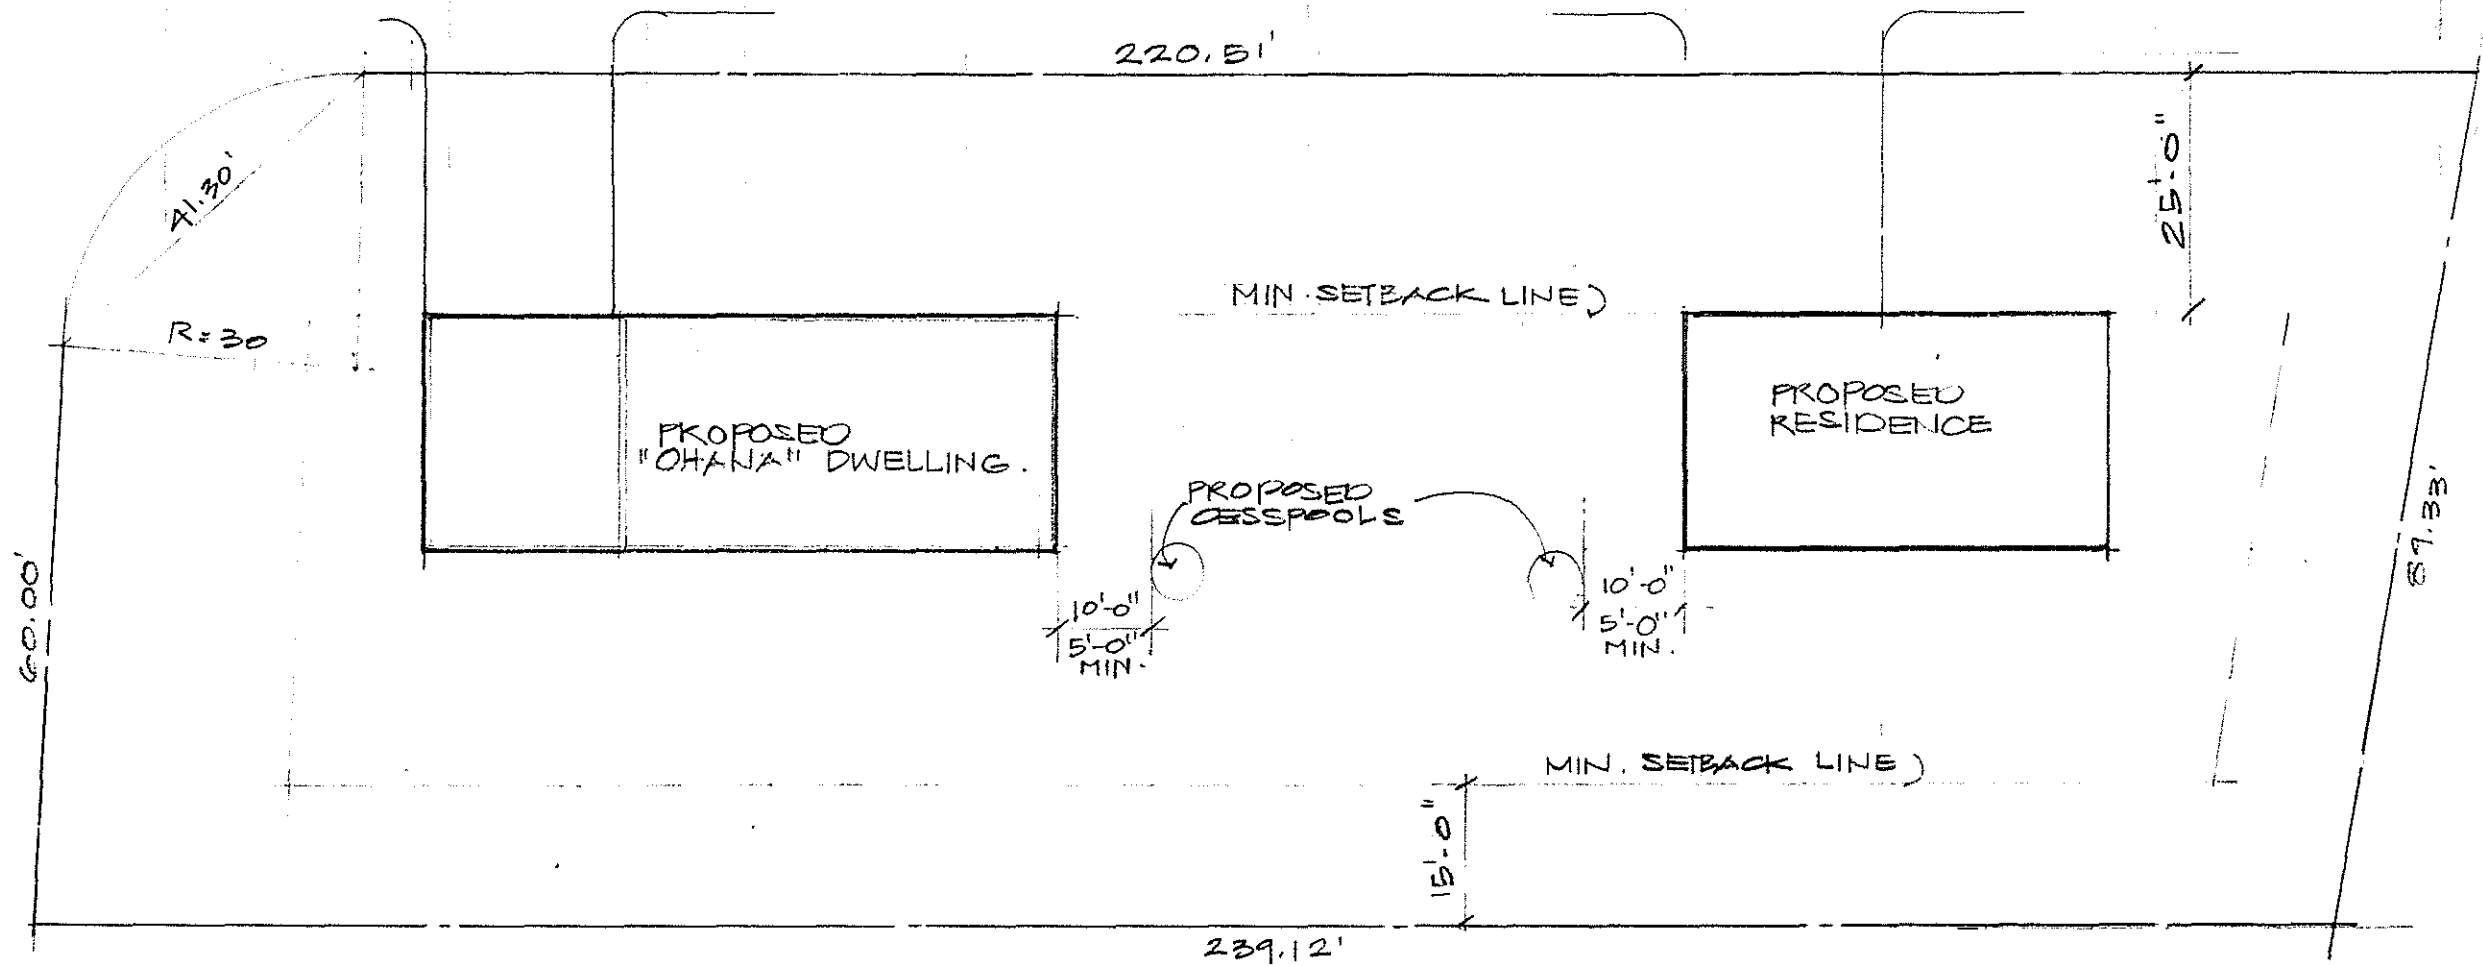 220.51'
41.30'
25'-0"
MIN. SETBACK LINE
R=30
PROPOSED
RESIDENCE
PROPOSED
"OHANA" DWELLING.
PROPOSED
CESSPOOLS
89.33'
60.00'
10'-0"
5'-0"
MIN.
10'-0"
5'-0"
MIN.
MIN. SETBACK LINE
15'-0"
239.12'